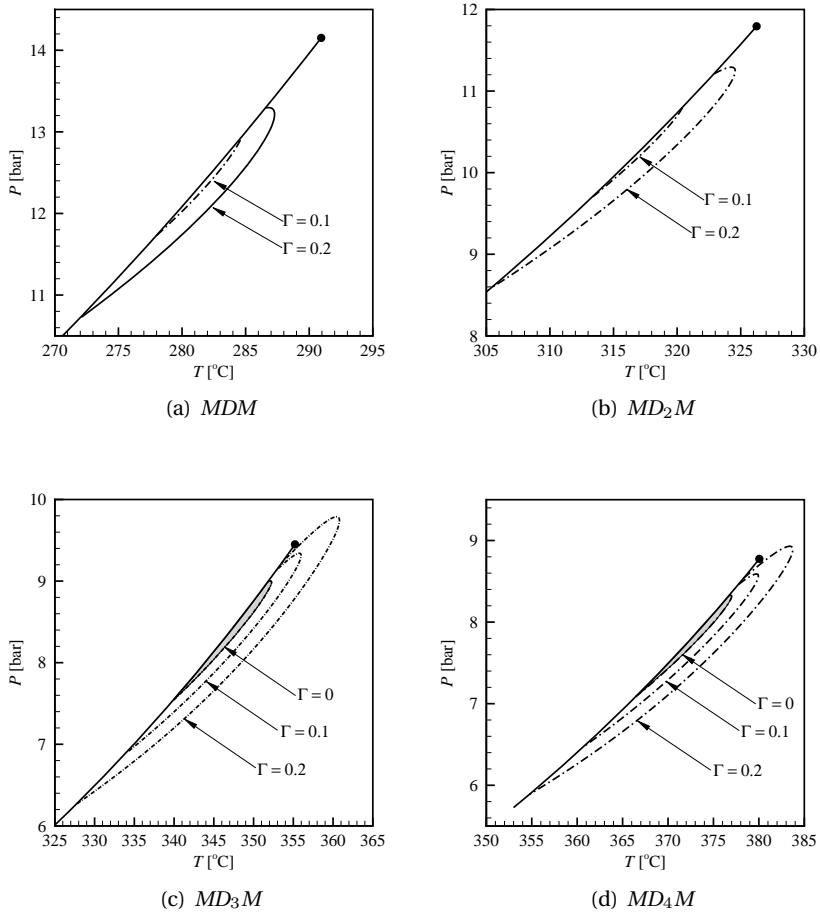 P [bar]
14
13
12
11
Γ = 0.1
Γ = 0.2
270 275 280 285 290 295
T [°C]
(a) MDM
P [bar]
12
11
10
9
8
Γ = 0.1
Γ = 0.2
305 310 315 320 325 330
T [°C]
(b) MD₂M
P [bar]
10
9
8
7
6
Γ = 0
Γ = 0.1
Γ = 0.2
325 330 335 340 345 350 355 360 365
T [°C]
(c) MD₃M
P [bar]
9
8
7
6
Γ = 0
Γ = 0.1
Γ = 0.2
350 355 360 365 370 375 380 385
T [°C]
(d) MD₄M